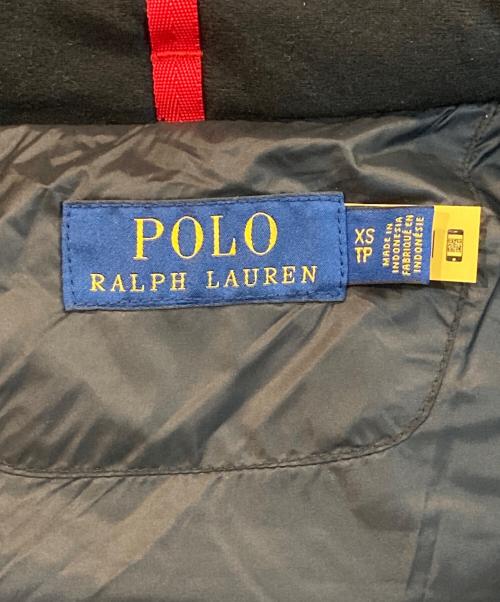 POLO
RALPH LAUREN
XS
TP
MADE IN
INDONESIA
FABRIQUÉ EN
INDONÉSIE